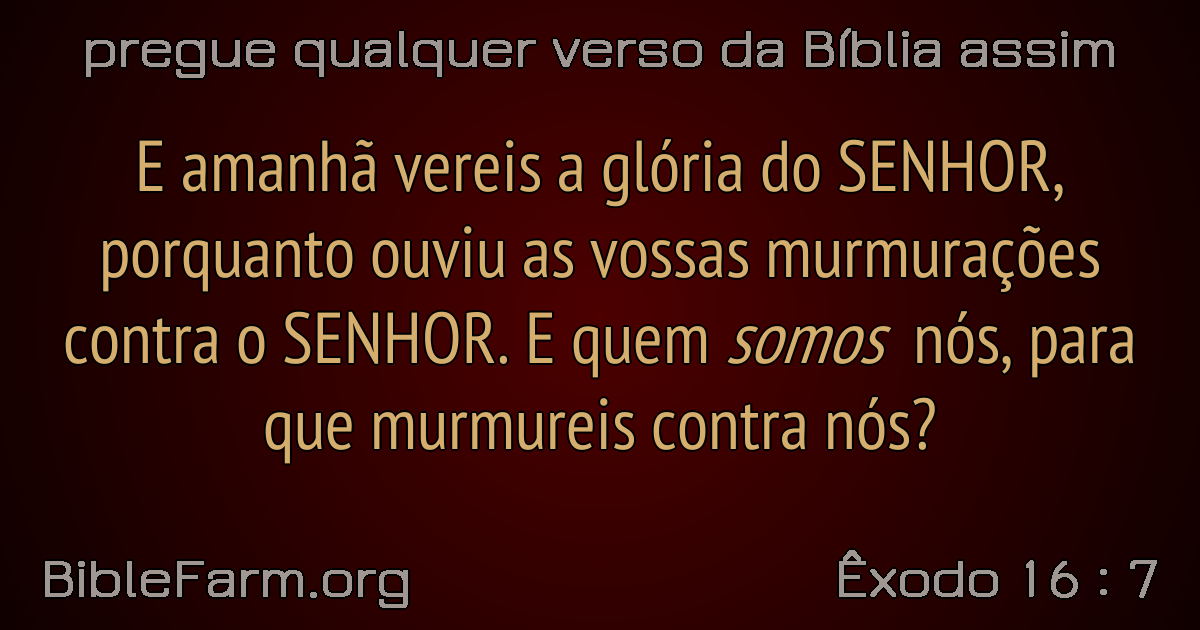 pregue qualquer verso da Bíblia assim
E amanhã vereis a glória do SENHOR,
porquanto ouviu as vossas murmurações
contra o SENHOR. E quem somos nós, para
que murmureis contra nós?
BibleFarm.org
Êxodo 16 : 7